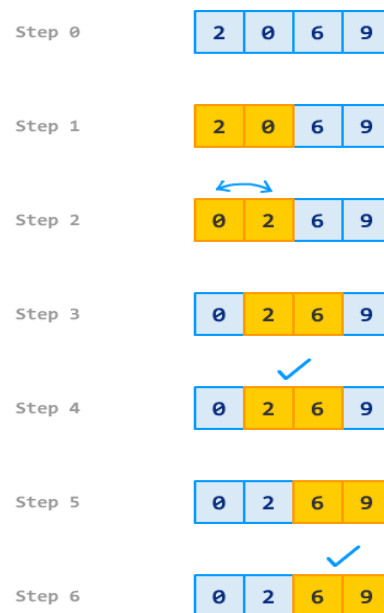 Step 0 2 0 6 9
Step 1 2 0 6 9
Step 2 0 2 6 9
Step 3 0 2 6 9
Step 4 0 2 6 9
Step 5 0 2 6 9
Step 6 0 2 6 9